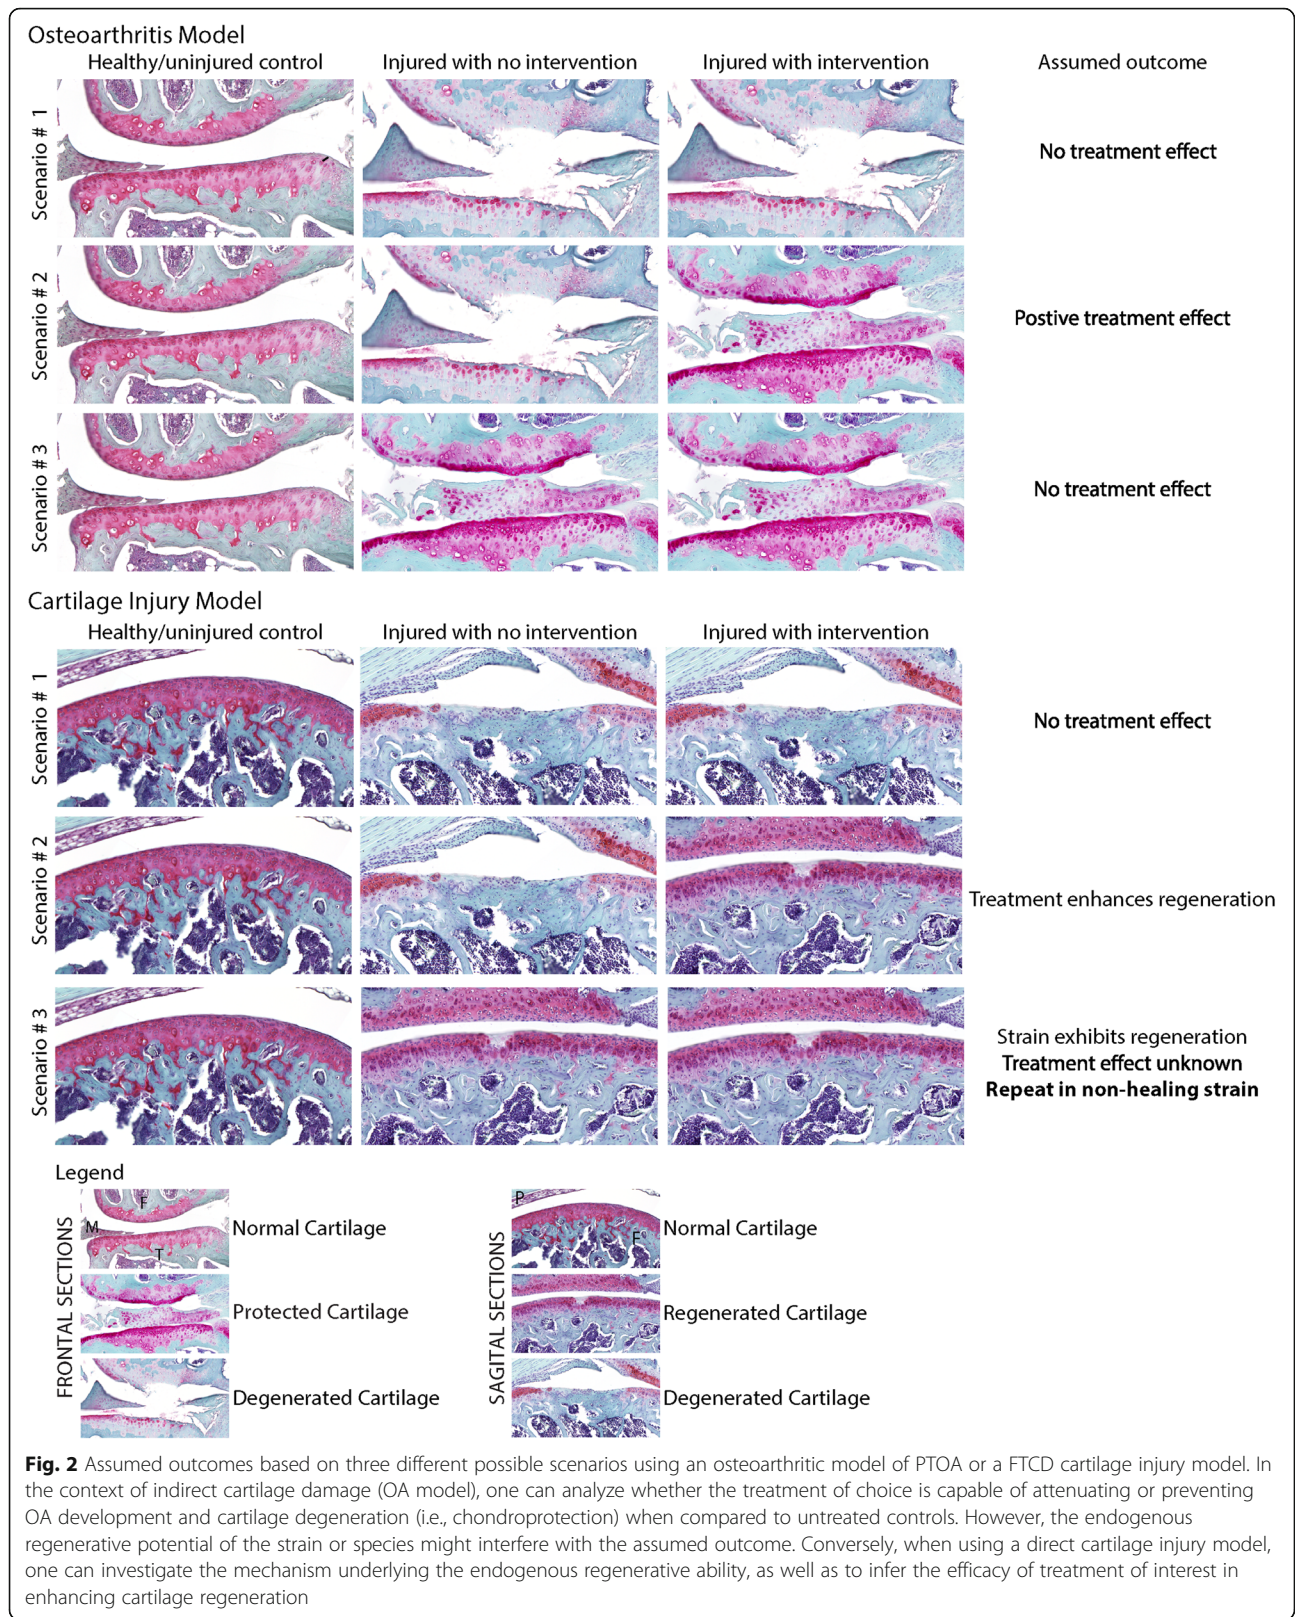 Osteoarthritis Model
Healthy/uninjured control
Injured with no intervention
Injured with intervention
Assumed outcome
Scenario # 1
No treatment effect
Scenario #2
Postive treatment effect
Scenario #3
No treatment effect
Cartilage Injury Model
Healthy/uninjured control
Injured with no intervention
Injured with intervention
Scenario # 1
No treatment effect
Scenario # 2
Treatment enhances regeneration
Scenario #3
Strain exhibits regeneration
Treatment effect unknown
Repeat in non-healing strain
Legend
FRONTAL SECTIONS
F
M
T
Normal Cartilage
Protected Cartilage
Degenerated Cartilage
SAGITAL SECTIONS
P
F
Normal Cartilage
Regenerated Cartilage
Degenerated Cartilage
Fig. 2 Assumed outcomes based on three different possible scenarios using an osteoarthritic model of PTOA or a FTCD cartilage injury model. In
the context of indirect cartilage damage (OA model), one can analyze whether the treatment of choice is capable of attenuating or preventing
OA development and cartilage degeneration (i.e., chondroprotection) when compared to untreated controls. However, the endogenous
regenerative potential of the strain or species might interfere with the assumed outcome. Conversely, when using a direct cartilage injury model,
one can investigate the mechanism underlying the endogenous regenerative ability, as well as to infer the efficacy of treatment of interest in
enhancing cartilage regeneration